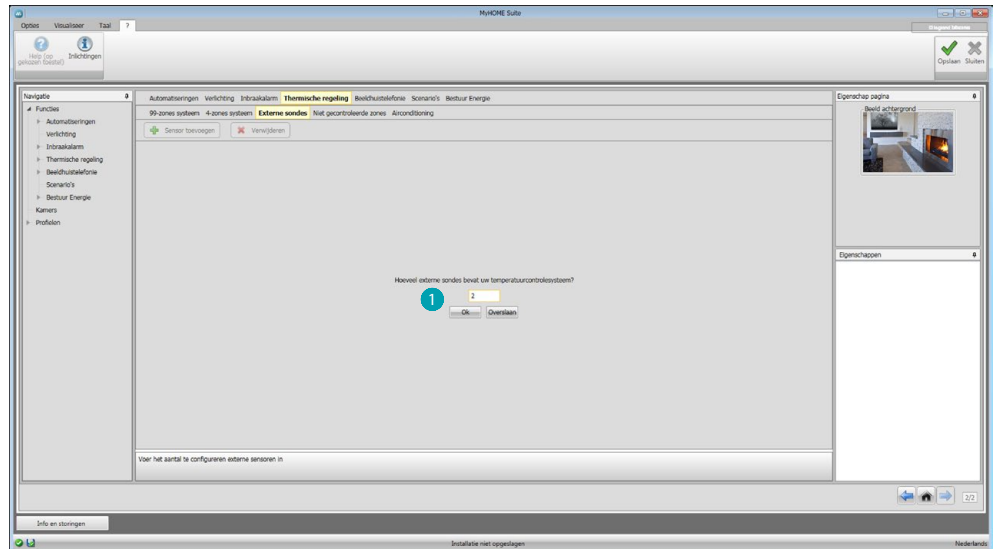 MyHOME Suite
Opties Visualiseer Taal ?
Help (op gekozen toestel)
Inlichtingen
Opslaan Sluiten
Navigatie
Functies
Automatiseringen
Verlichting
Inbraakalarm
Thermische regeling
Beeldhuistelefonie
Scenario's
Bestuur Energie
Kamera
Profielen
Automatiseringen Verlichting Inbraakalarm Thermische regeling Beeldhuistelefonie Scenario's Bestuur Energie
99-zones systeem 4-zones systeem Externe sondes Niet gecontroleerde zones Airconditioning
Sensor toevoegen Verwijderen
Hoeveel externe sondes bevat uw temperatuurcontrolesysteem?
1
2
Ok Overslaan
Voer het aantal te configureren externe sensoren in
Eigenschap pagina
Beeld achtergrond
Eigenschappen
2/2
Info en storingen
Installatie niet opgeslagen
Nederlands